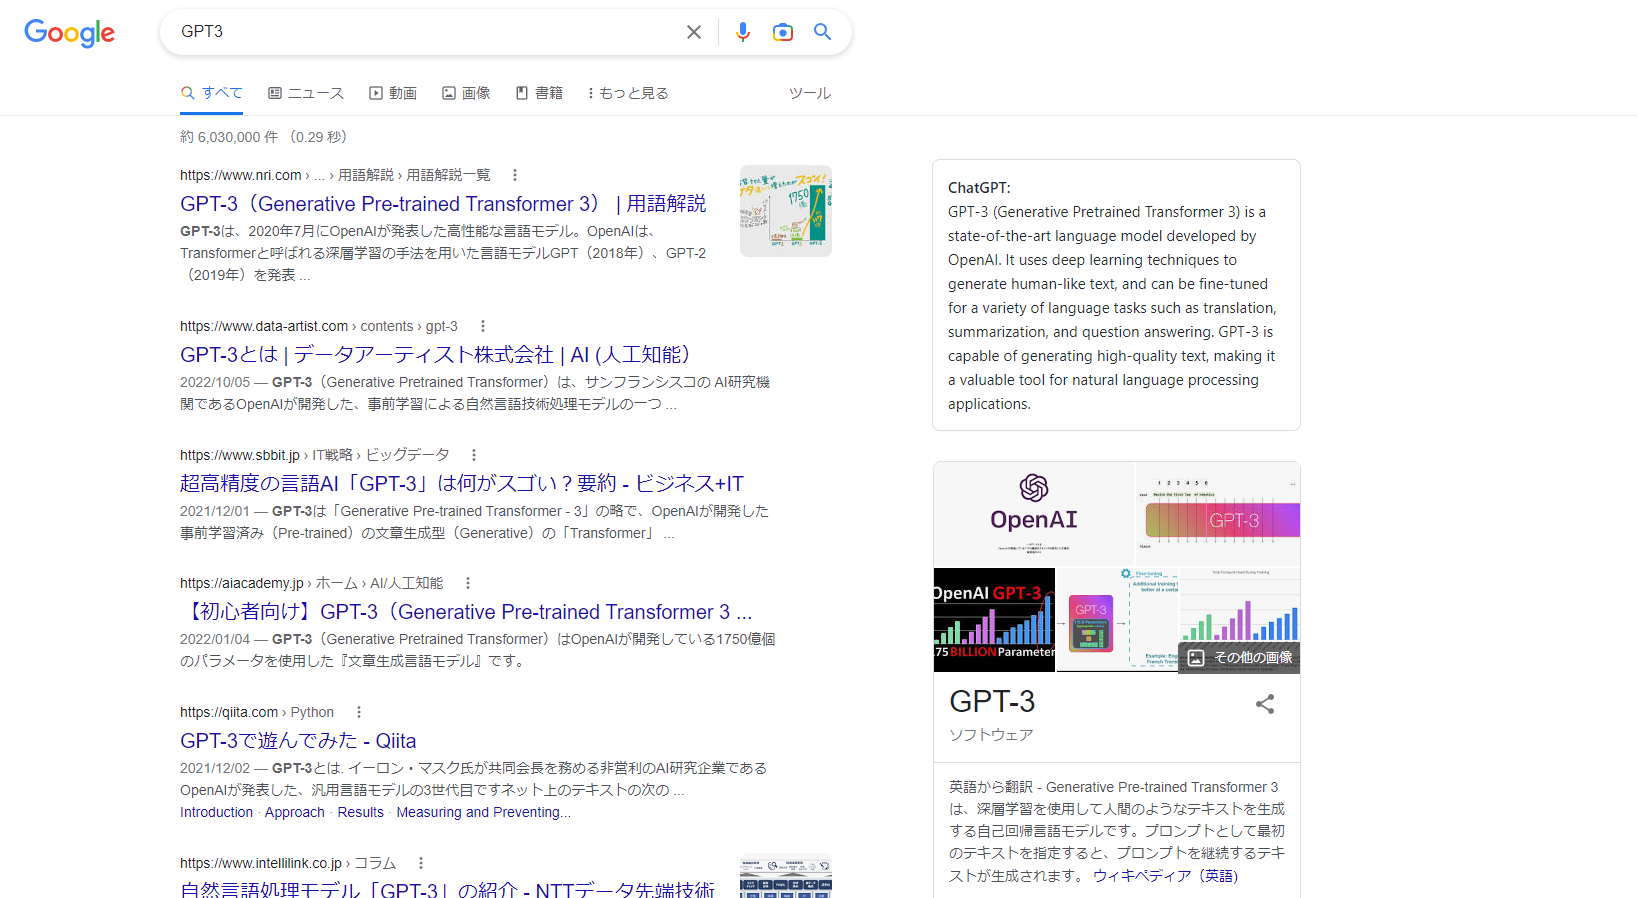 Google
GPT3
すべて
ニュース
動画
画像
書籍
もっと見る
ツール
約 6,030,000 件 （0.29 秒）
https://www.nri.com › ... › 用語解説 › 用語解説一覧
GPT-3（Generative Pre-trained Transformer 3） | 用語解説
GPT-3は、2020年7月にOpenAIが発表した高性能な言語モデル。OpenAIは、
Transformerと呼ばれる深層学習の手法を用いた言語モデルGPT（2018年）、GPT-2
（2019年）を発表 ...
1750
https://www.data-artist.com › contents › gpt-3
GPT-3とは | データアーティスト株式会社 | AI (人工知能）
2022/10/05 — GPT-3（Generative Pretrained Transformer）は、サンフランシスコの AI研究機
関であるOpenAIが開発した、事前学習による自然言語技術処理モデルの一つ ...
https://www.sbbit.jp › IT戦略 › ビッグデータ
超高精度の言語AI「GPT-3」は何がスゴい？要約 - ビジネス+IT
2021/12/01 — GPT-3は「Generative Pre-trained Transformer - 3」の略で、OpenAIが開発した
事前学習済み（Pre-trained）の文章生成型（Generative）の「Transformer」 ...
https://aiacademy.jp › ホーム › AI/人工知能
【初心者向け】GPT-3（Generative Pre-trained Transformer 3 ...
2022/01/04 — GPT-3（Generative Pretrained Transformer）はOpenAIが開発している1750億個
のパラメータを使用した『文章生成言語モデル』です。
https://qiita.com › Python
GPT-3で遊んでみた - Qiita
2021/12/02 — GPT-3とは. イーロン・マスク氏が共同会長を務める非営利のAI研究企業である
OpenAIが発表した、汎用言語モデルの3世代目ですネット上のテキストの次の ...
Introduction · Approach · Results · Measuring and Preventing...
https://www.intellilink.co.jp › コラム
自然言語処理モデル「GPT-3」の紹介 - NTTデータ先端技術
ChatGPT:
GPT-3 (Generative Pretrained Transformer 3) is a
state-of-the-art language model developed by
OpenAI. It uses deep learning techniques to
generate human-like text, and can be fine-tuned
for a variety of language tasks such as translation,
summarization, and question answering. GPT-3 is
capable of generating high-quality text, making it
a valuable tool for natural language processing
applications.
OpenAI
1 2 3 4 5 6
GPT-3
OpenAI GPT-3
75 BILLION Parameter
Fine-tuning
GPT-3
Total Compute Used During Training
その他の画像
GPT-3
ソフトウェア
英語から翻訳 - Generative Pre-trained Transformer 3
は、深層学習を使用して人間のようなテキストを生成
する自己回帰言語モデルです。プロンプトとして最初
のテキストを指定すると、プロンプトを継続するテキ
ストが生成されます。 ウィキペディア（英語）